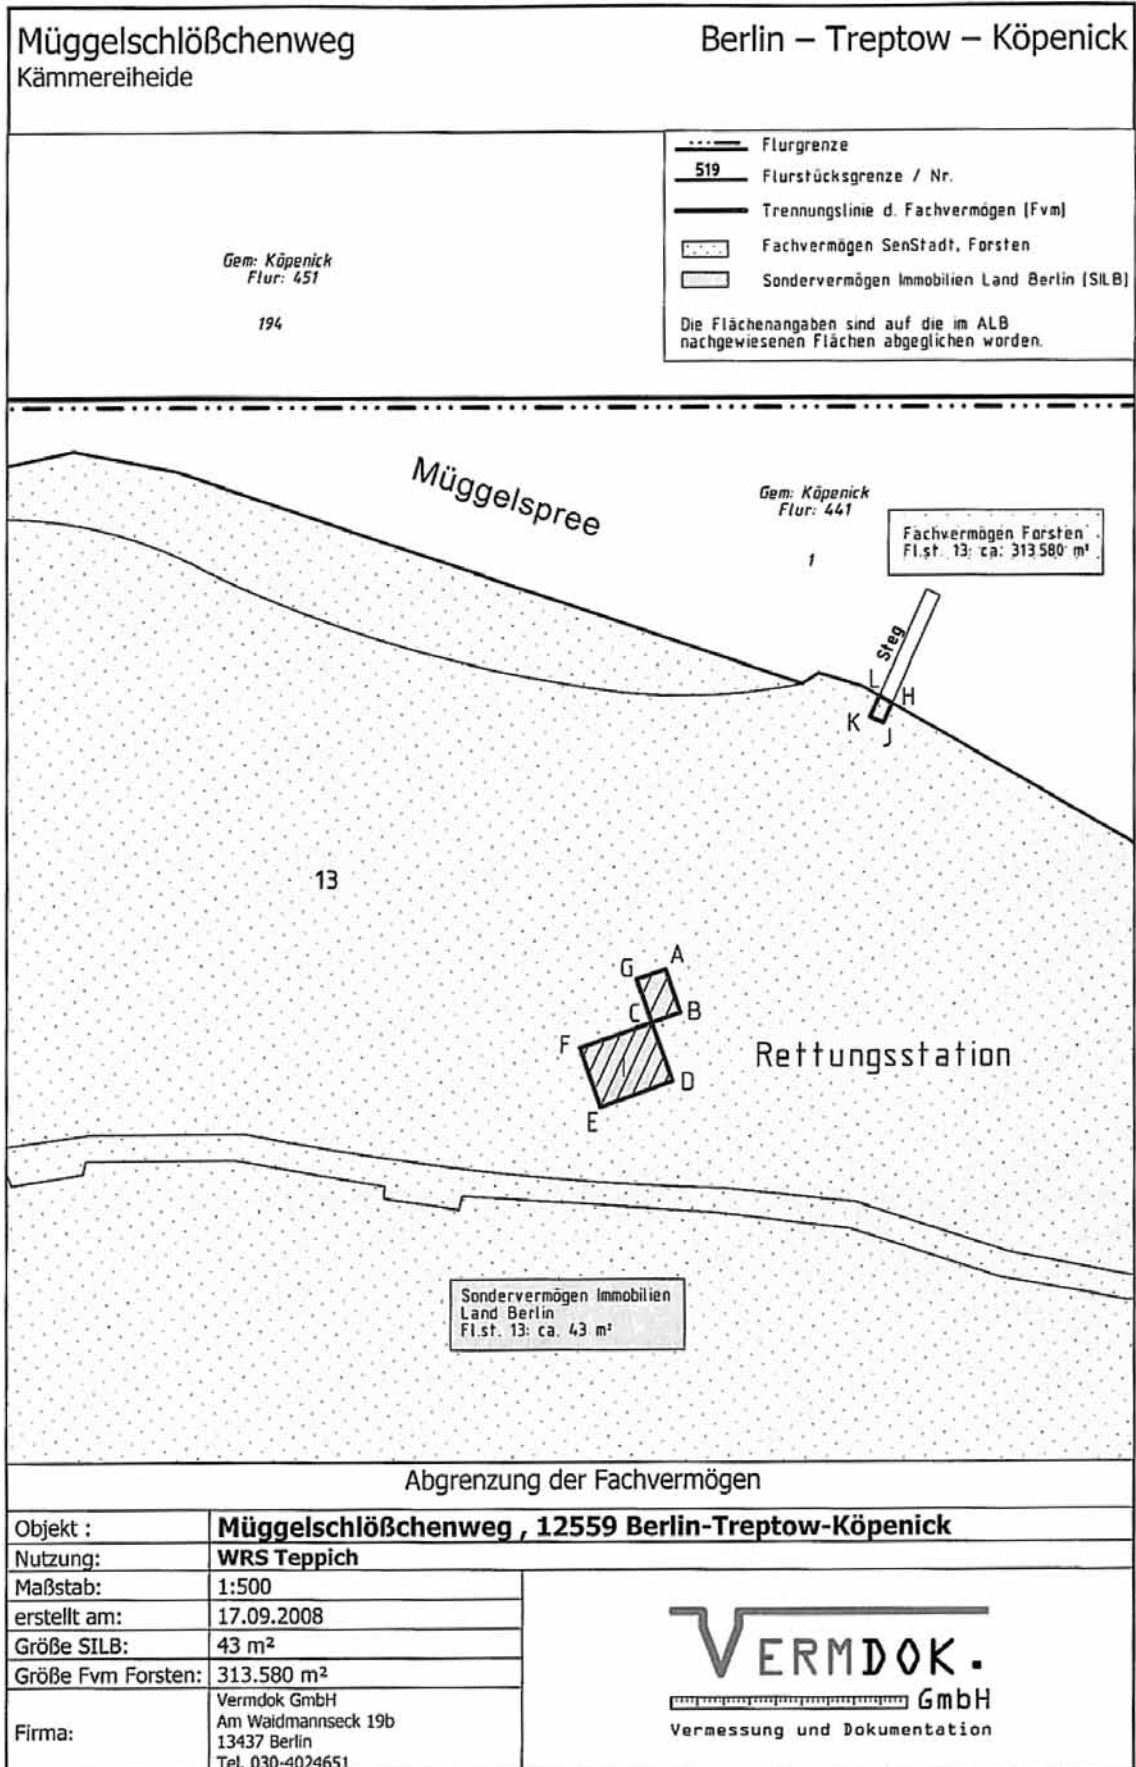 Müggelschlößchenweg
Berlin – Treptow – Köpenick
Kämmereiheide
Flurgrenze
519 Flurstücksgrenze / Nr.
Trennungslinie d. Fachvermögen (Fvm)
Fachvermögen SenStadt, Forsten
Sondervermögen Immobilien Land Berlin (SILB)
Die Flächenangaben sind auf die im ALB
nachgewiesenen Flächen abgeglichen worden.
Gem: Köpenick
Flur: 451
194
Müggelspree
Gem: Köpenick
Flur: 441
1
Fachvermögen Forsten
Fl.st. 13: ca: 313.580 m²
Steg
L
H
K
J
13
A
G
B
C
F
I
D
E
Rettungsstation
Sondervermögen Immobilien
Land Berlin
Fl.st. 13: ca. 43 m²
Abgrenzung der Fachvermögen
Objekt : Müggelschlößchenweg , 12559 Berlin-Treptow-Köpenick
Nutzung: WRS Teppich
Maßstab: 1:500
erstellt am: 17.09.2008
Größe SILB: 43 m²
Größe Fvm Forsten: 313.580 m²
Firma:
Vermdok GmbH
Am Waidmannseck 19b
13437 Berlin
Tel. 030-4024651
VERMDOK.
GmbH
Vermessung und Dokumentation